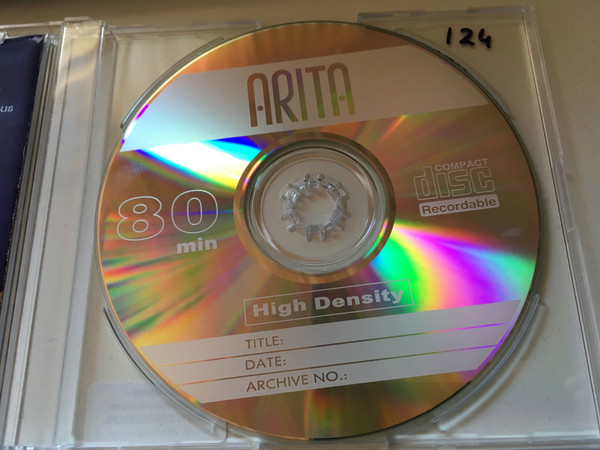 124
ARITA
COMPACT
disc
Recordable
80
min
High Density
TITLE:
DATE:
ARCHIVE NO.: